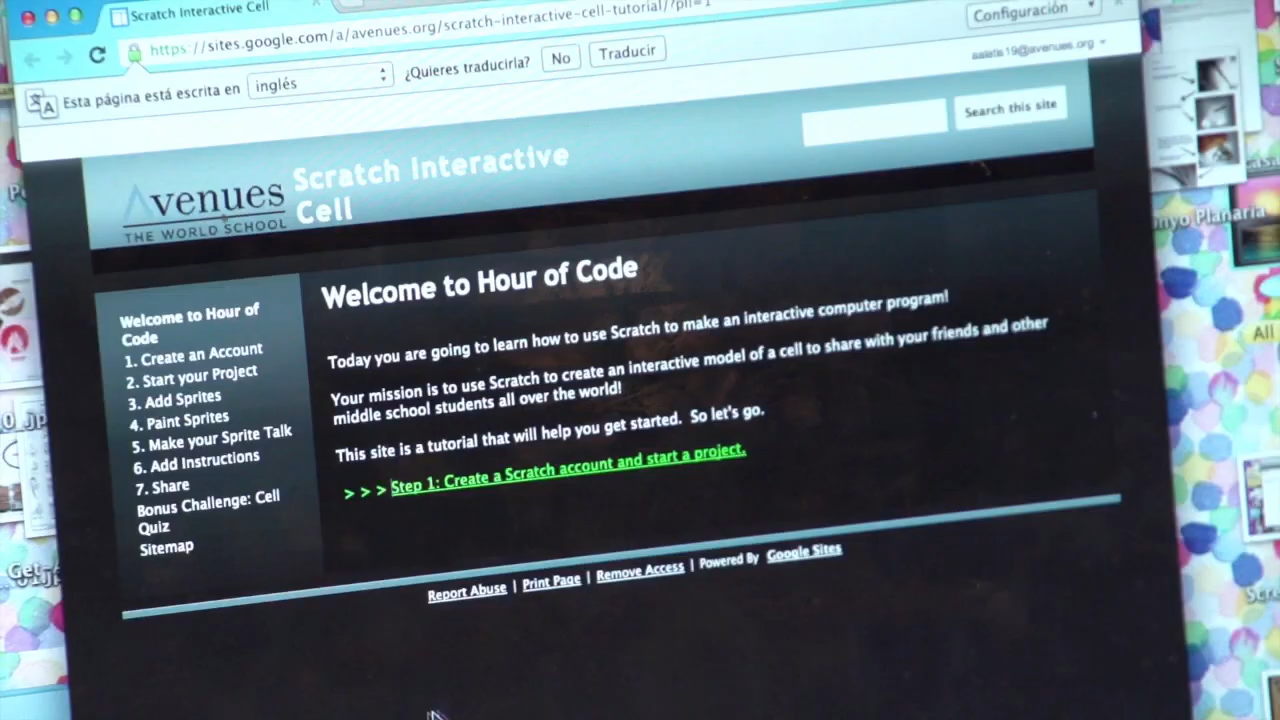 Scratch Interactive Cell
https://sites.google.com/a/avenues.org/scratch-interactive-cell-tutorial/?pli=1
Esta página está escrita en inglés ¿Quieres traducirla? No Traducir Configuración
Search this site
Avenues
THE WORLD SCHOOL
Scratch Interactive
Cell
Welcome to Hour of
Code
1. Create an Account
2. Start your Project
3. Add Sprites
4. Paint Sprites
5. Make your Sprite Talk
6. Add Instructions
7. Share
Bonus Challenge: Cell
Quiz
Sitemap
Welcome to Hour of Code
Today you are going to learn how to use Scratch to make an interactive computer program!
Your mission is to use Scratch to create an interactive model of a cell to share with your friends and other
middle school students all over the world!
This site is a tutorial that will help you get started. So let's go.
> > > Step 1: Create a Scratch account and start a project.
Report Abuse | Print Page | Remove Access | Powered By Google Sites
Planaria
All